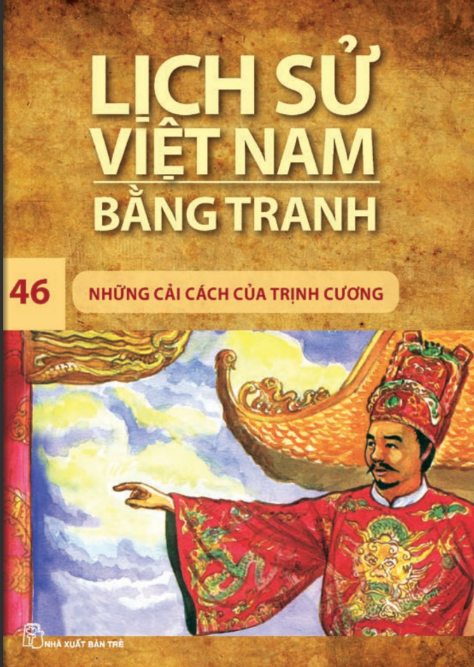 LỊCH SỬ
VIỆT NAM
BẰNG TRANH
46
NHỮNG CẢI CÁCH CỦA TRỊNH CƯƠNG
NHÀ XUẤT BẢN TRẺ